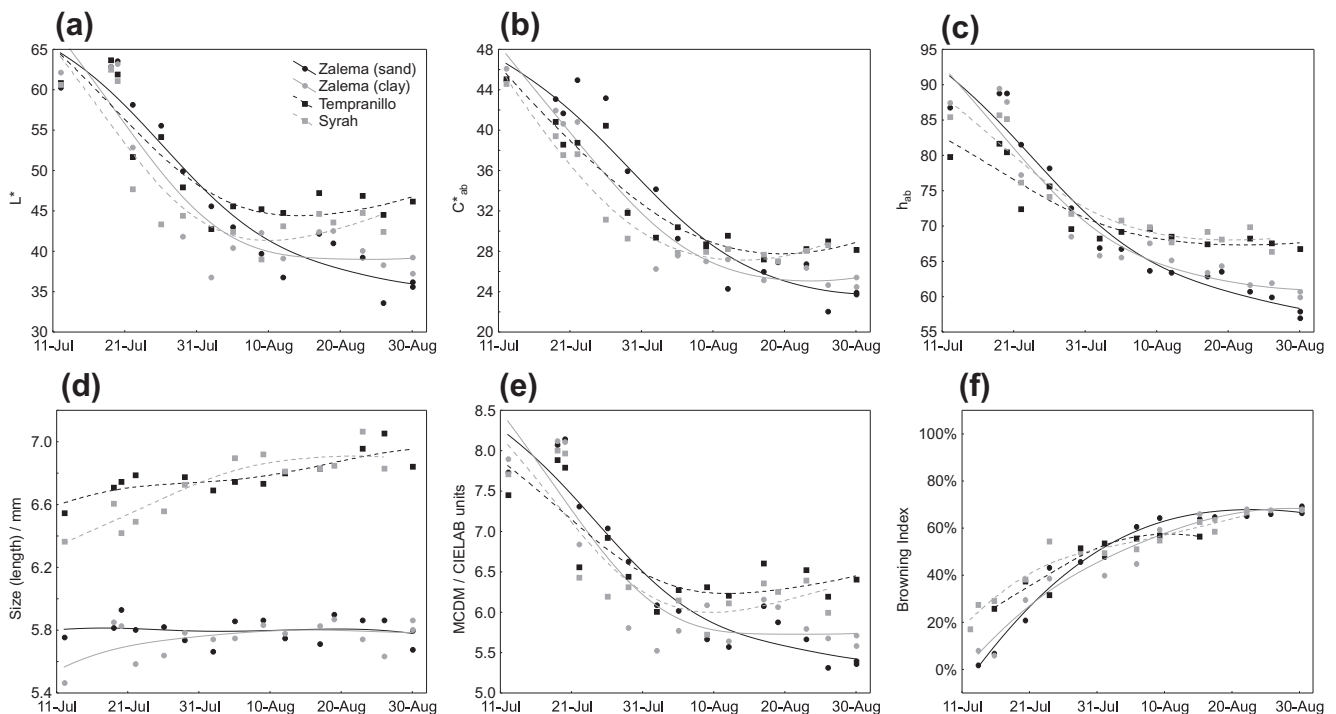 (a)
65
60
55
50
45
40
35
30
L*
11-Jul 21-Jul 31-Jul 10-Aug 20-Aug 30-Aug
Zalema (sand)
Zalema (clay)
Tempranillo
Syrah
(b)
48
44
40
36
32
28
24
20
C*ab
11-Jul 21-Jul 31-Jul 10-Aug 20-Aug 30-Aug
(c)
95
90
85
80
75
70
65
60
55
hab
11-Jul 21-Jul 31-Jul 10-Aug 20-Aug 30-Aug
(d)
7.0
6.6
6.2
5.8
5.4
Size (length) / mm
11-Jul 21-Jul 31-Jul 10-Aug 20-Aug 30-Aug
(e)
8.5
8.0
7.5
7.0
6.5
6.0
5.5
5.0
MCDM / CIELAB units
11-Jul 21-Jul 31-Jul 10-Aug 20-Aug 30-Aug
(f)
100%
80%
60%
40%
20%
0%
Browning Index
11-Jul 21-Jul 31-Jul 10-Aug 20-Aug 30-Aug